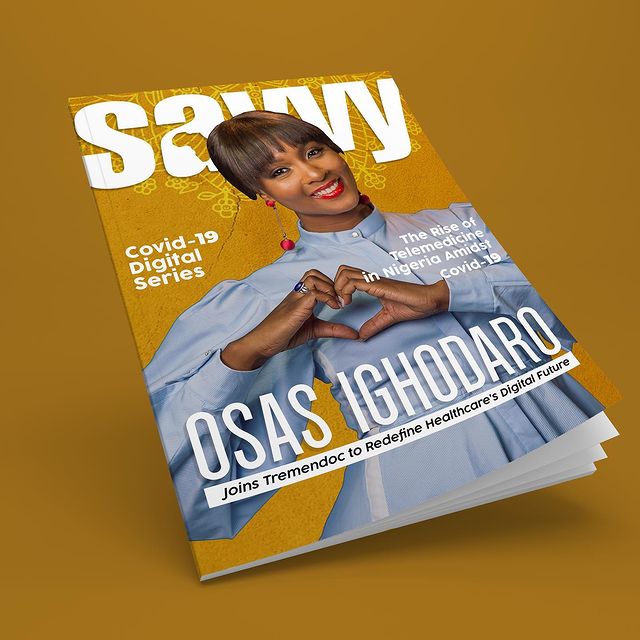 savvy
Covid-19
Digital
Series
The Rise of
Telemedicine
in Nigeria Amidst
Covid-19
OSAS IGHODARO
Joins Tremendoc to Redefine Healthcare's Digital Future